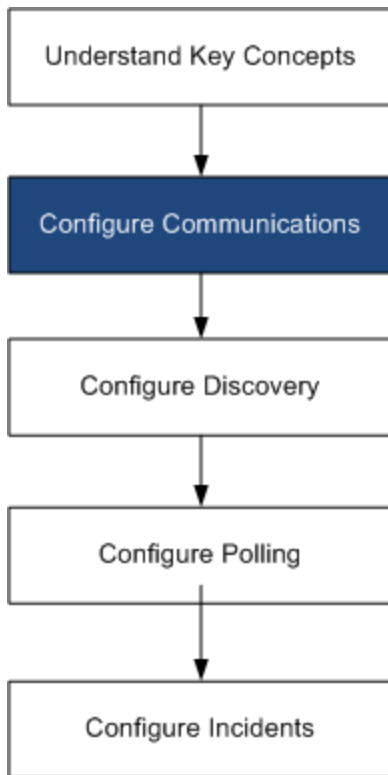 Understand Key Concepts
Configure Communications
Configure Discovery
Configure Polling
Configure Incidents